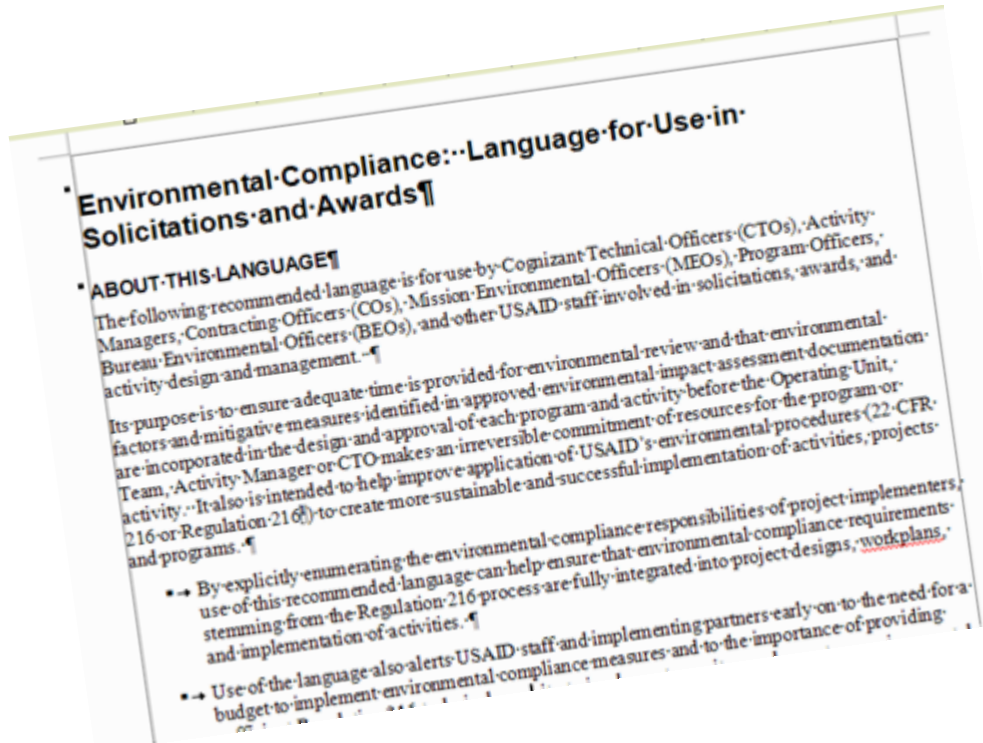 Environmental Compliance: Language for Use in
Solicitations and Awards
ABOUT THIS LANGUAGE
The following recommended language is for use by Cognizant Technical Officers (CTOs), Activity
Managers, Contracting Officers (COs), Mission Environmental Officers (MEOs), Program Officers,
Bureau Environmental Officers (BEOs), and other USAID staff involved in solicitations, awards, and
activity design and management.
Its purpose is to ensure adequate time is provided for environmental review and that environmental
factors and mitigative measures identified in approved environmental impact assessment documentation
are incorporated in the design and approval of each program and activity before the Operating Unit,
Team, Activity Manager or CTO makes an irreversible commitment of resources for the program or
activity. It also is intended to help improve application of USAID's environmental procedures (22 CFR
216 or Regulation 216) to create more sustainable and successful implementation of activities, projects
and programs.
By explicitly enumerating the environmental compliance responsibilities of project implementers,
use of this recommended language can help ensure that environmental compliance requirements
stemming from the Regulation 216 process are fully integrated into project designs, workplans,
and implementation of activities.
Use of the language also alerts USAID staff and implementing partners early on to the need for a
budget to implement environmental compliance measures and to the importance of providing